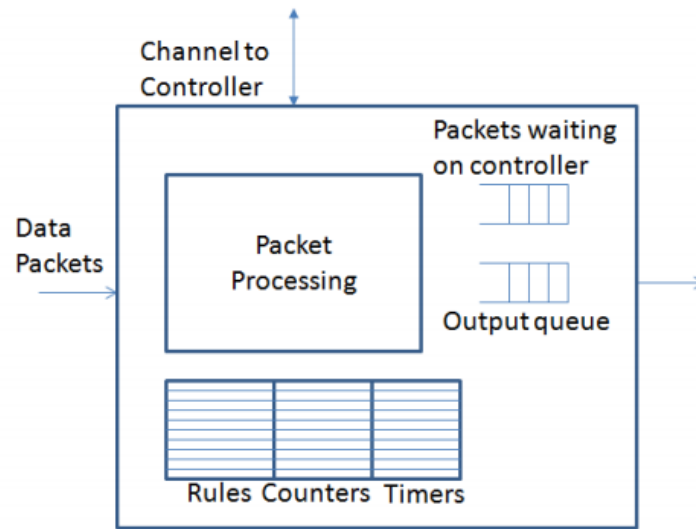 Channel to
Controller
Packets waiting
on controller
Data
Packets
Packet
Processing
Output queue
Rules Counters Timers